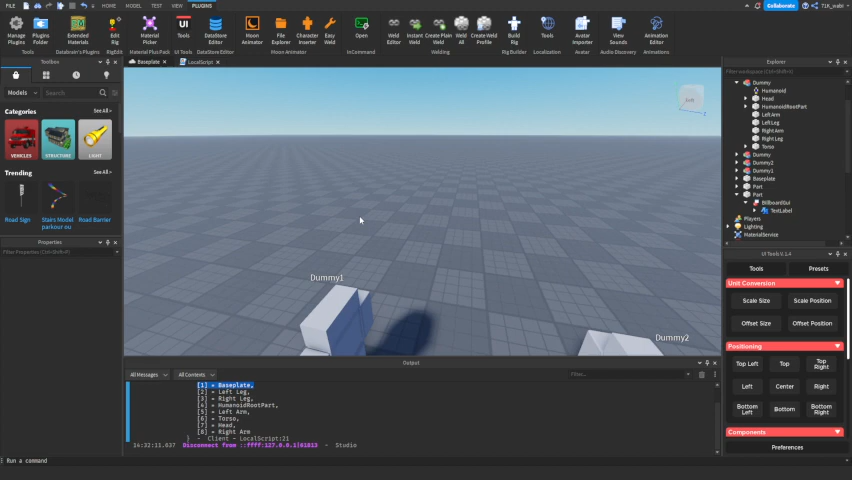 FILE HOME MODEL TEST VIEW PLUGINS Collaborate
Manage Plugins
Plugins Folder
Extended Materials
Edit Rig
Material Picker
UI
Tools
DataStore Editor
Moon Animator
File Explorer
Character Inserter
Easy Weld
Open
Weld Editor
Instant Weld
Create Plain Weld
Weld All
Create Weld Profile
Build Rig
Tools
Avatar Importer
View Sounds
Animation Editor
Tools
RigEdit
UI Tools
DataStore Editor
Moon Animator
InCommand
Welding
Rig Builder
Localization
Avatar
Audio Discovery
Animations
Toolbox
Baseplate
LocalScript
Explorer
Models
Search
Categories
See All >
VEHICLES
STRUCTURE
LIGHT
Trending
See All >
Road Sign
Stairs Model parkour ou
Road Barrier
Properties
Filter Properties (Ctrl+Shift+P)
Left
Dummy1
Dummy2
Dummy
Humanoid
Head
HumanoidRootPart
Left Arm
Left Leg
Right Arm
Right Leg
Torso
Dummy
Dummy2
Dummy1
Baseplate
Part
Part
BillboardGui
TextLabel
Players
Lighting
MaterialService
UI Tools V. 1.4
Tools
Presets
Unit Conversion
Scale Size
Scale Position
Offset Size
Offset Position
Positioning
Top Left
Top
Top Right
Left
Center
Right
Bottom Left
Bottom
Bottom Right
Components
Preferences
Output
All Messages
All Contexts
Filter...
[1] = Baseplate,
[2] = Left Leg,
[3] = Right Leg,
[4] = HumanoidRootPart,
[5] = Left Arm,
[6] = Torso,
[7] = Head,
[8] = Right Arm
} - Client - LocalScript:21
14:32:11.637 Disconnect from ::ffff:127.0.0.1|61813 - Studio
Run a command